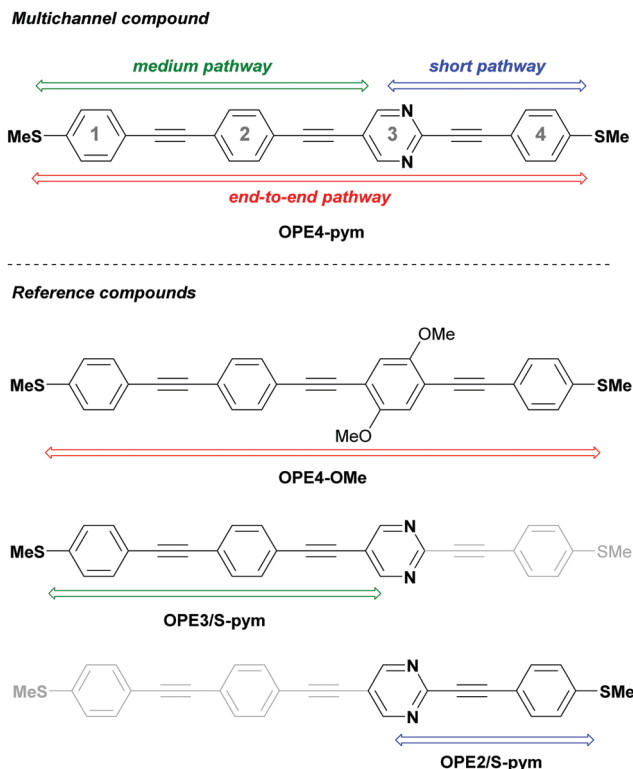 Multichannel compound
medium pathway short pathway
N
MeS 1 2 3 4 SMe
N
end-to-end pathway
OPE4-pym
Reference compounds
OMe
MeS SMe
MeO
OPE4-OMe
N
MeS SMe
N
OPE3/S-pym
N
MeS SMe
N
OPE2/S-pym